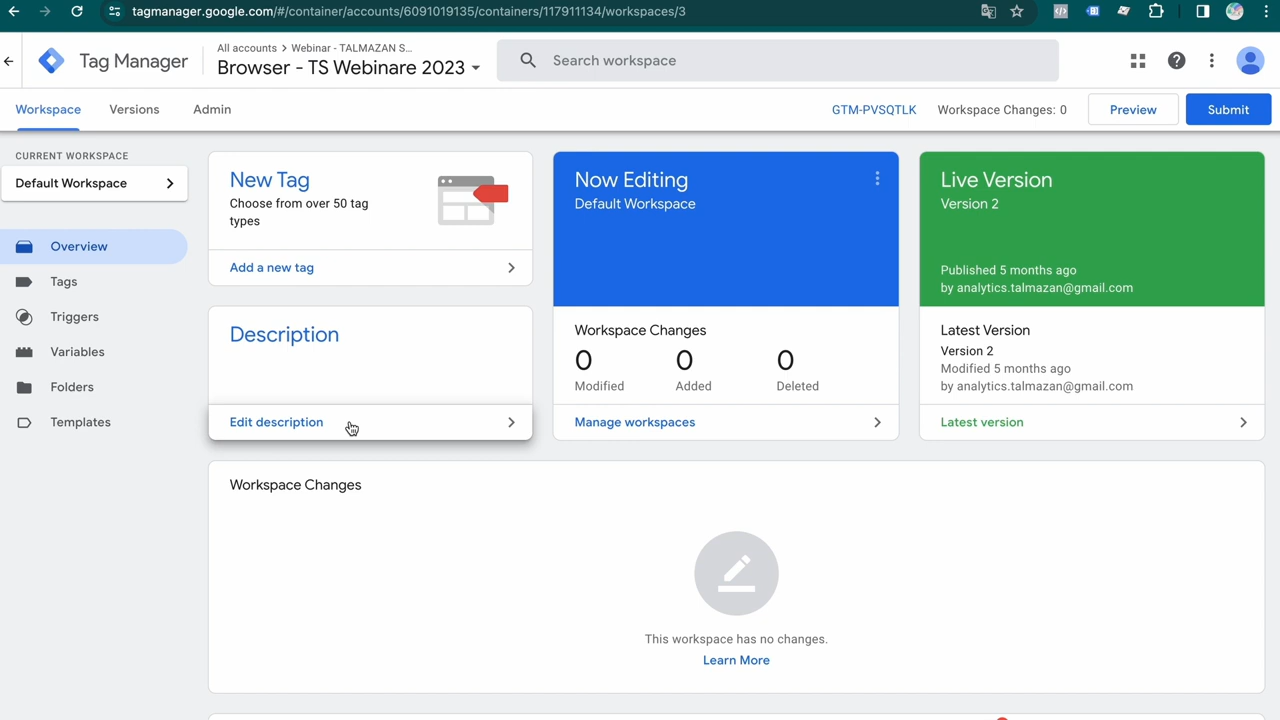 tagmanager.google.com/#/container/accounts/6091019135/containers/117911134/workspaces/3
Tag Manager
All accounts > Webinar - TALMAZAN S...
Browser - TS Webinare 2023
Search workspace
Workspace
Versions
Admin
GTM-PVSQTLK
Workspace Changes: 0
Preview
Submit
CURRENT WORKSPACE
Default Workspace
Overview
Tags
Triggers
Variables
Folders
Templates
New Tag
Choose from over 50 tag
types
Add a new tag
Description
Edit description
Now Editing
Default Workspace
Workspace Changes
0
0
0
Modified
Added
Deleted
Manage workspaces
Live Version
Version 2
Published 5 months ago
by analytics.talmazan@gmail.com
Latest Version
Version 2
Modified 5 months ago
by analytics.talmazan@gmail.com
Latest version
Workspace Changes
This workspace has no changes.
Learn More